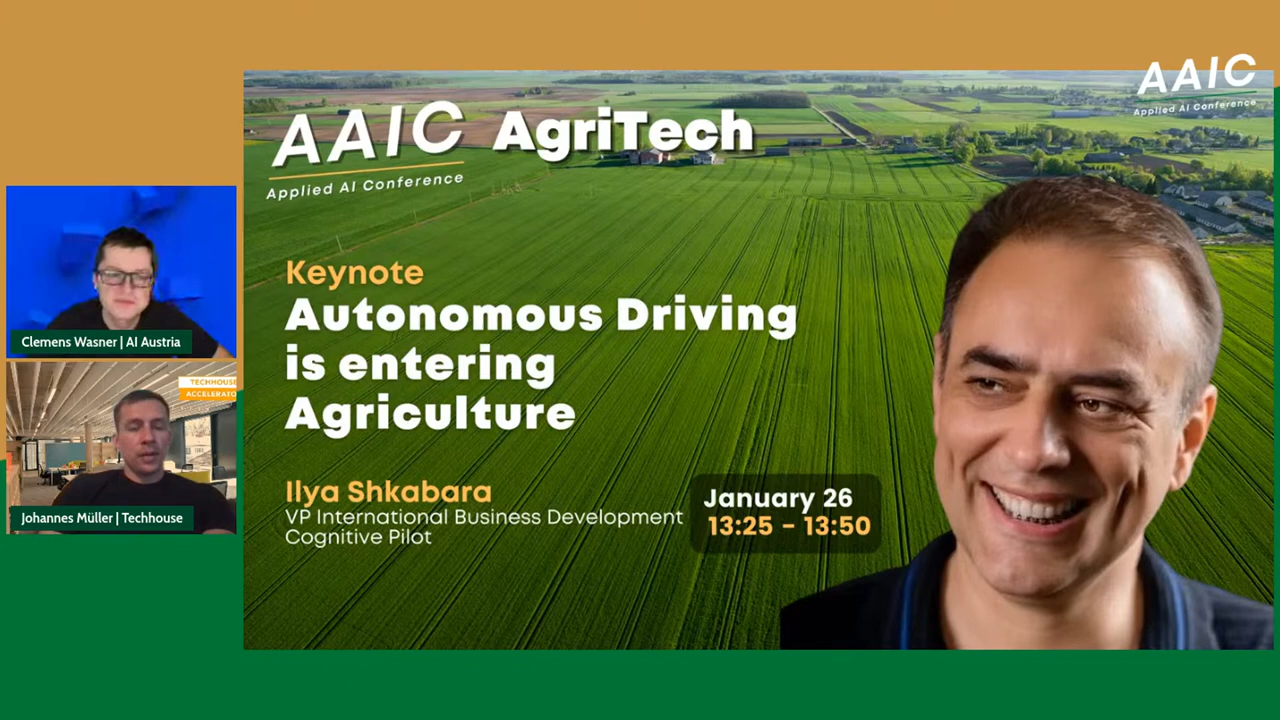 AAIC
Applied AI Conference
AAIC AgriTech
Applied AI Conference
Keynote
Autonomous Driving
is entering
Agriculture
Ilya Shkabara
VP International Business Development
Cognitive Pilot
January 26
13:25 - 13:50
Clemens Wasner | AI Austria
TECHHOUSE
ACCELERATO
Johannes Müller | Techhouse